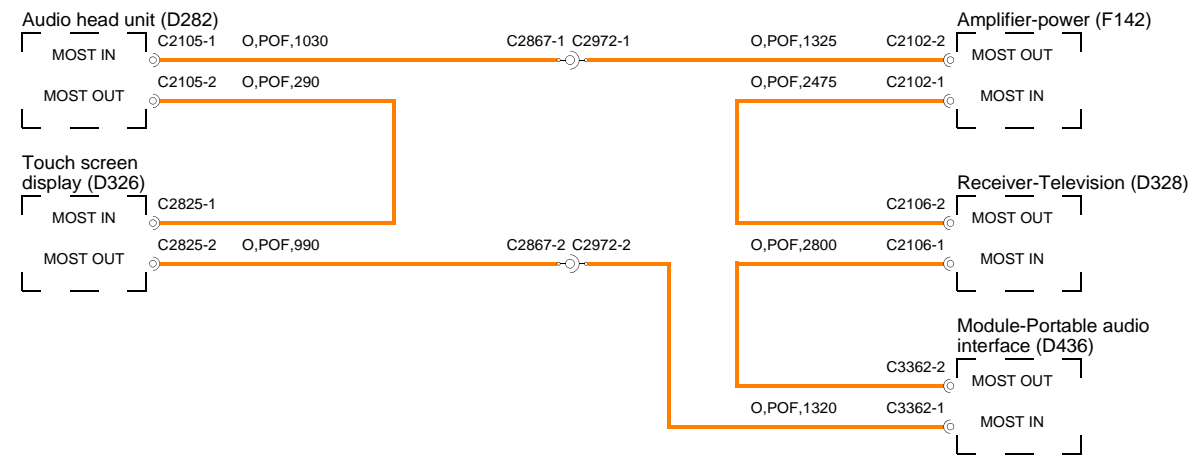 Audio head unit (D282)
Amplifier-power (F142)
C2105-1 O,POF,1030 C2867-1 C2972-1 O,POF,1325 C2102-2
MOST IN
MOST OUT
C2105-2 O,POF,290 O,POF,2475 C2102-1
MOST OUT
MOST IN
Touch screen
display (D326)
Receiver-Television (D328)
C2825-1 C2106-2
MOST IN
MOST OUT
C2825-2 O,POF,990 C2867-2 C2972-2 O,POF,2800 C2106-1
MOST OUT
MOST IN
Module-Portable audio
interface (D436)
C3362-2
MOST OUT
O,POF,1320 C3362-1
MOST IN